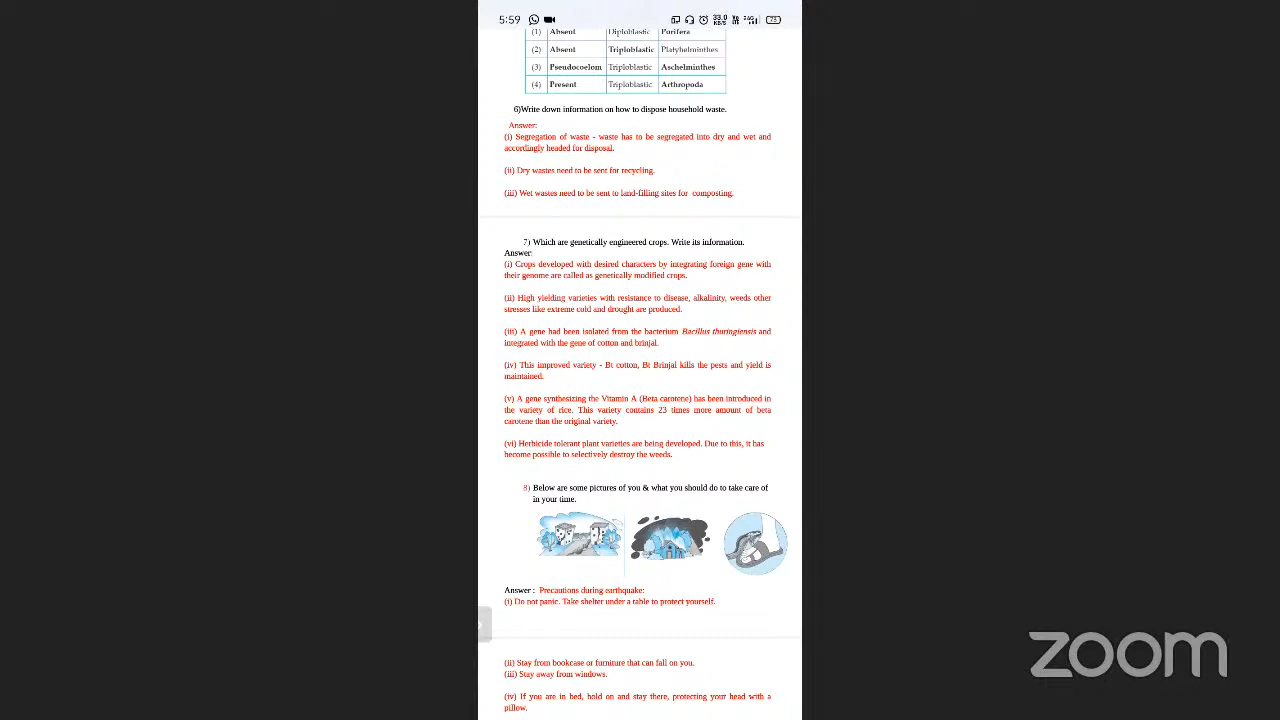 5:59 33.0 KB/S Vo LTE 4G 73
(1) Absent Diploblastic Porifera
(2) Absent Triploblastic Platyhelminthes
(3) Pseudocoelom Triploblastic Aschelminthes
(4) Present Triploblastic Arthropoda
6)Write down information on how to dispose household waste.
Answer:
(i) Segregation of waste - waste has to be segregated into dry and wet and
accordingly headed for disposal.
(ii) Dry wastes need to be sent for recycling.
(iii) Wet wastes need to be sent to land-filling sites for composting.
7) Which are genetically engineered crops. Write its information.
Answer:
(i) Crops developed with desired characters by integrating foreign gene with
their genome are called as genetically modified crops.
(ii) High yielding varieties with resistance to disease, alkalinity, weeds other
stresses like extreme cold and drought are produced.
(iii) A gene had been isolated from the bacterium Bacillus thuringiensis and
integrated with the gene of cotton and brinjal.
(iv) This improved variety - Bt cotton, Bt Brinjal kills the pests and yield is
maintained.
(v) A gene synthesizing the Vitamin A (Beta carotene) has been introduced in
the variety of rice. This variety contains 23 times more amount of beta
carotene than the original variety.
(vi) Herbicide tolerant plant varieties are being developed. Due to this, it has
become possible to selectively destroy the weeds.
8) Below are some pictures of you & what you should do to take care of
in your time.
Answer : Precautions during earthquake:
(i) Do not panic. Take shelter under a table to protect yourself.
(ii) Stay from bookcase or furniture that can fall on you.
(iii) Stay away from windows.
(iv) If you are in bed, hold on and stay there, protecting your head with a
pillow.
zoom